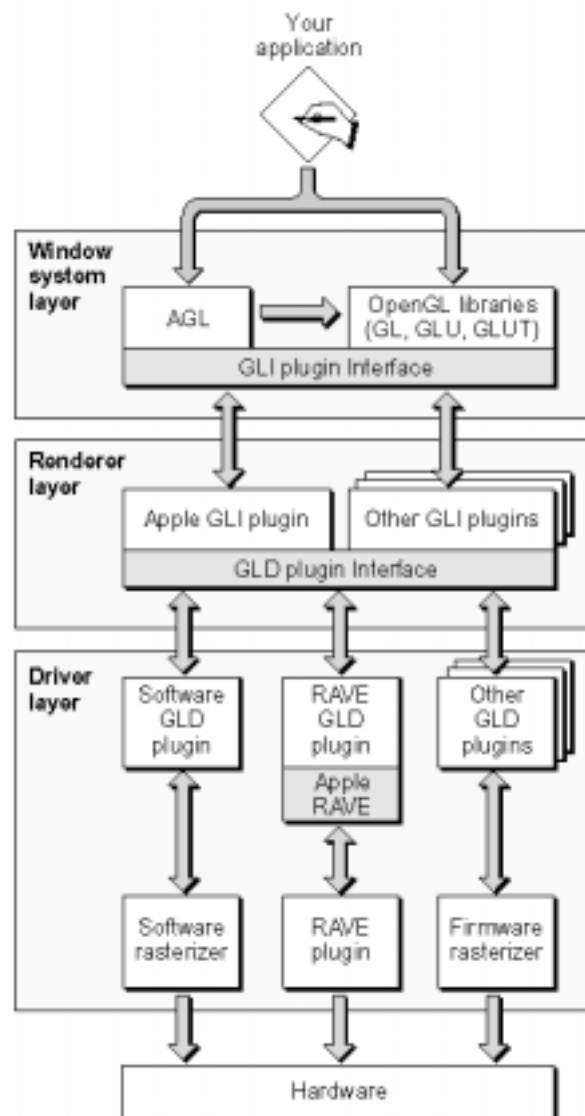 Your
application
Window
system
layer
AGL
OpenGL libraries
(GL, GLU, GLUT)
GLI plugin Interface
Renderer
layer
Apple GLI plugin
Other GLI plugins
GLD plugin Interface
Driver
layer
Software
GLD
plugin
RAVE
GLD
plugin
Apple
RAVE
Other
GLD
plugins
Software
rasterizer
RAVE
plugin
Firmware
rasterizer
Hardware